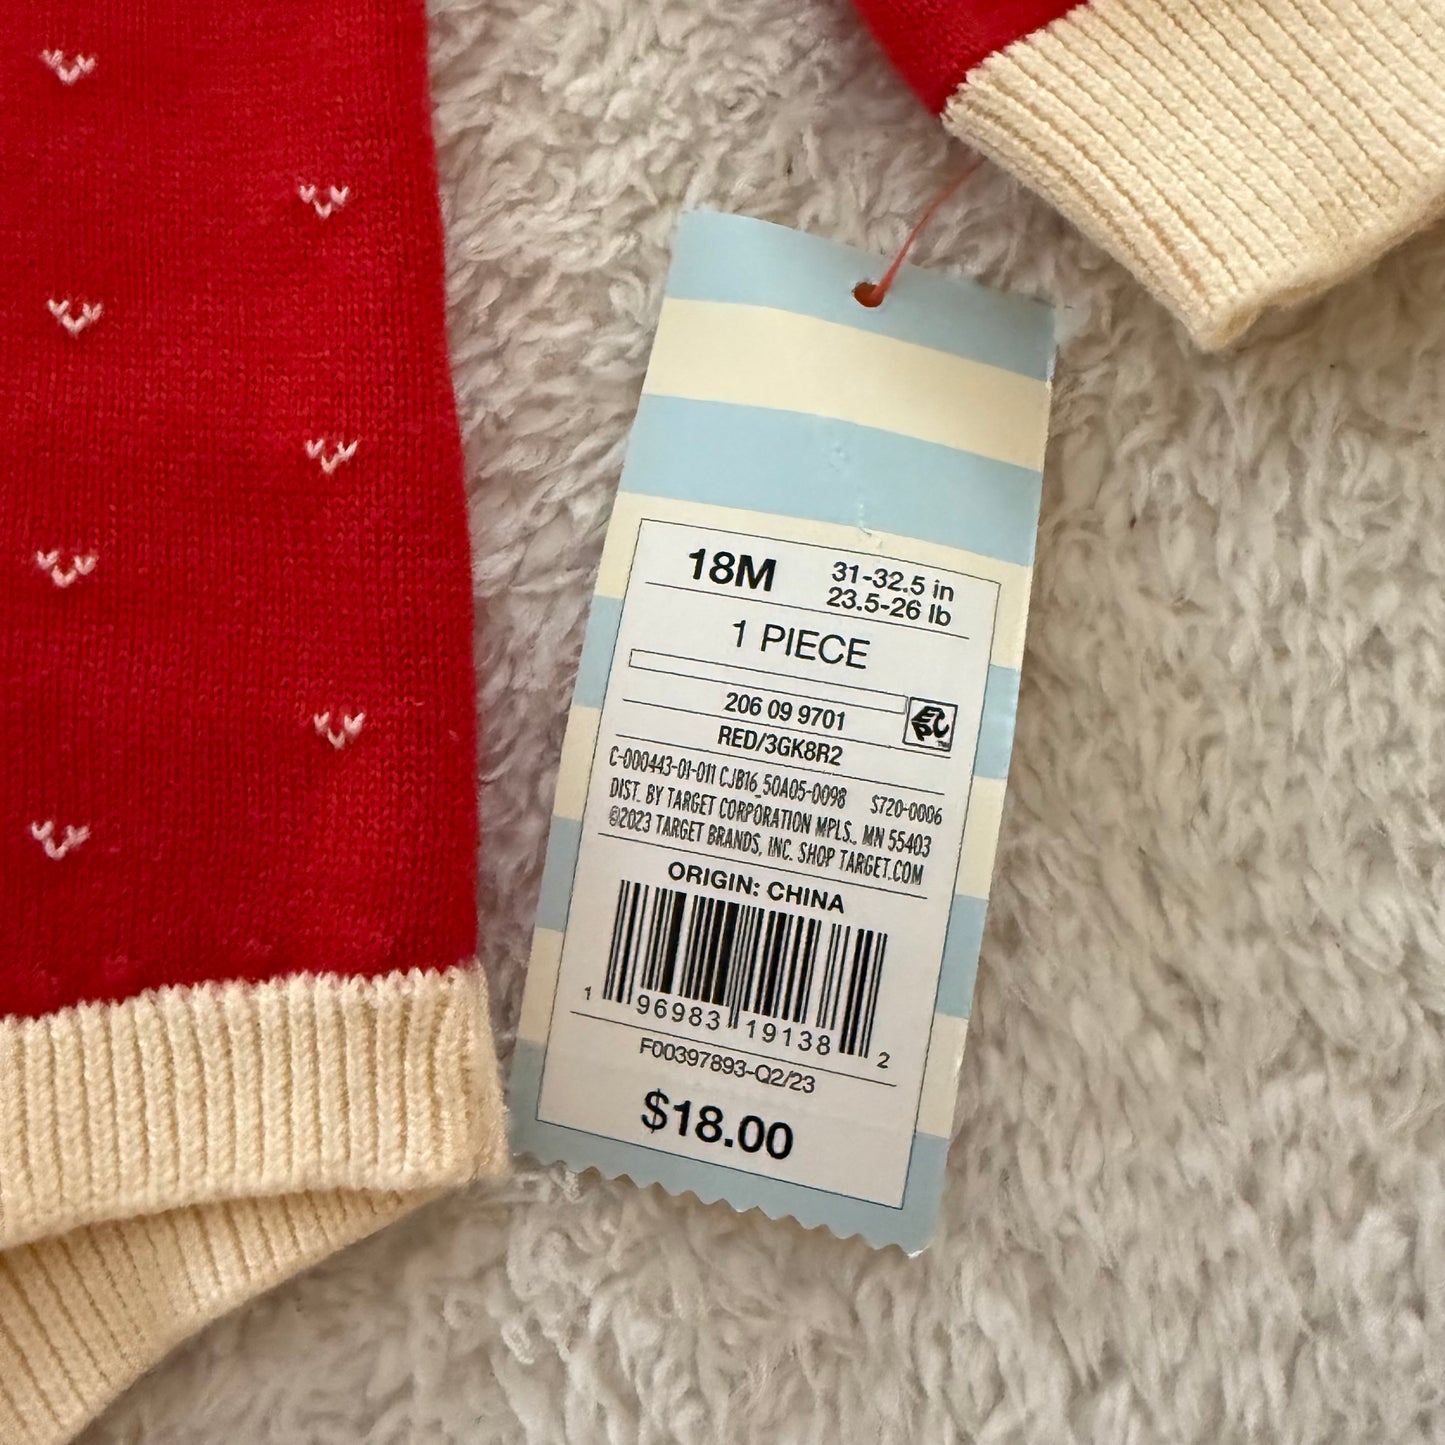 18M
31-32.5 in
23.5-26 lb
1 PIECE
206 09 9701
RED/3GK8R2
C-000443-01-011 CJB16_50A05-0098 S720-0006
DIST. BY TARGET CORPORATION MPLS., MN 55403
©2023 TARGET BRANDS, INC. SHOP TARGET.COM
ORIGIN: CHINA
1 96983 19138 2
F00397893-Q2/23
$18.00